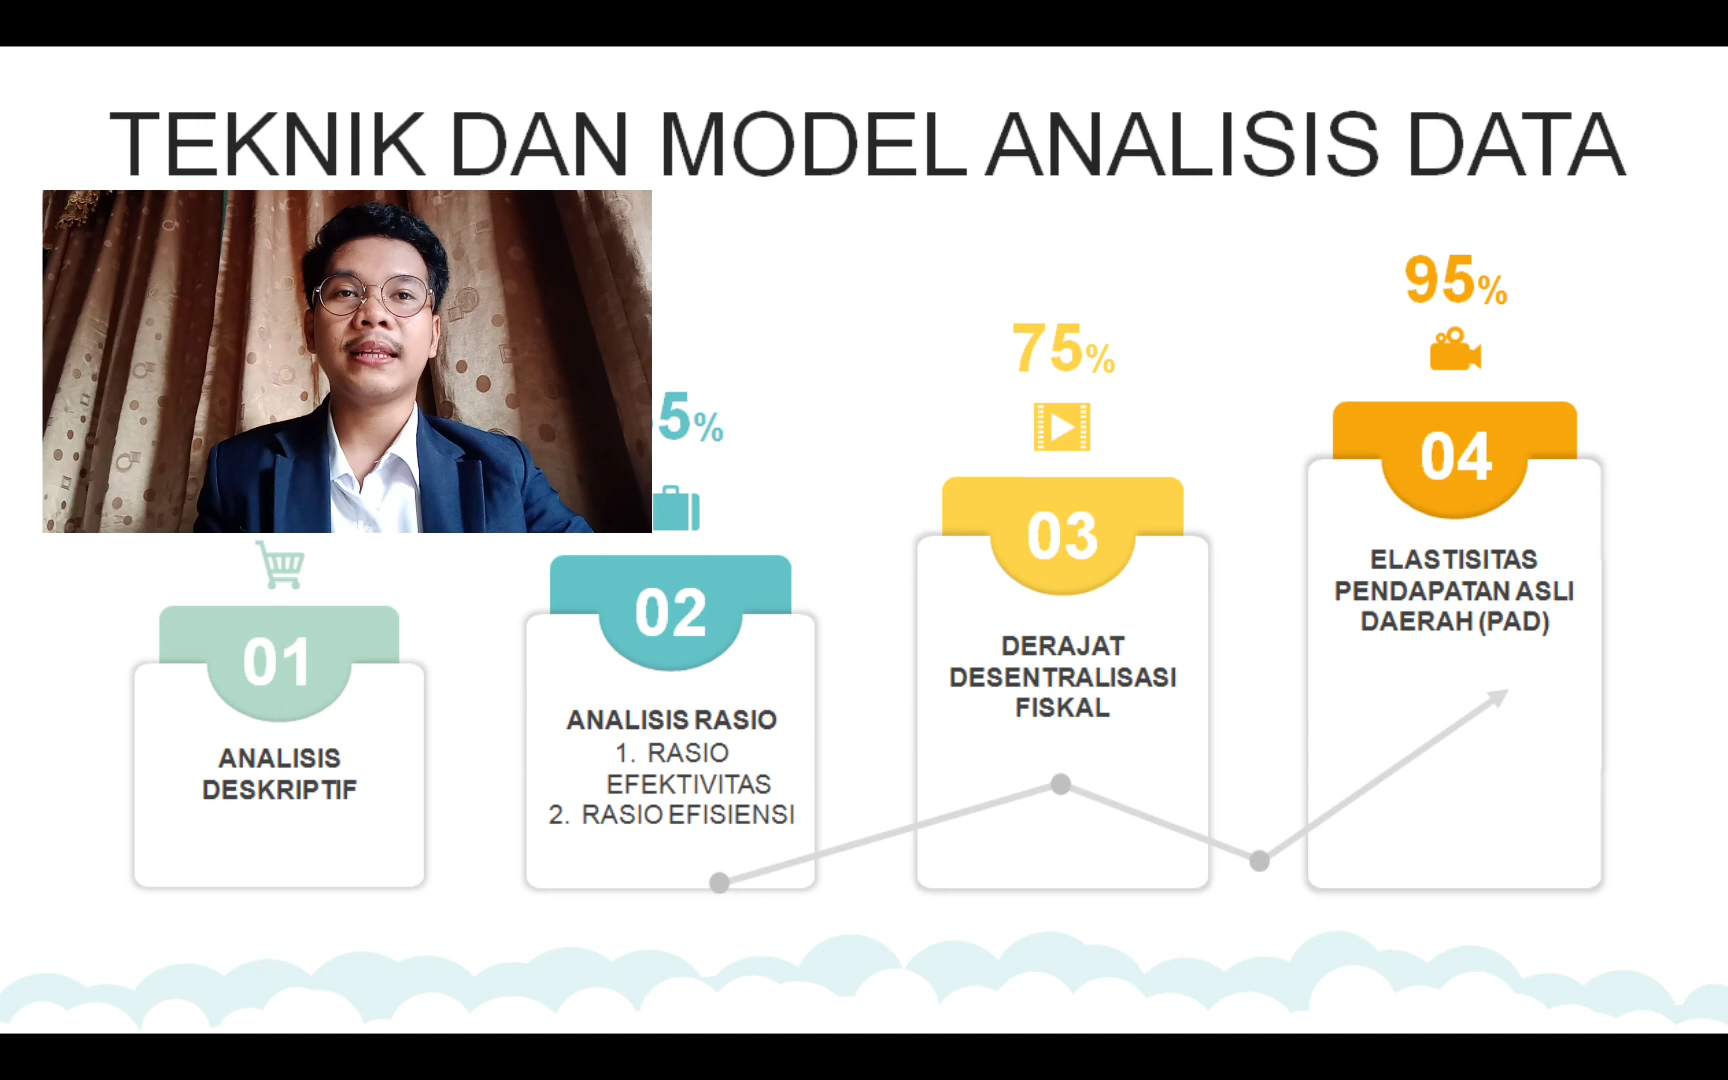 TEKNIK DAN MODEL ANALISIS DATA
95%
75%
5%
04
03
02
01
ELASTISITAS
PENDAPATAN ASLI
DAERAH (PAD)
DERAJAT
DESENTRALISASI
FISKAL
ANALISIS RASIO
1. RASIO
EFEKTIVITAS
2. RASIO EFISIENSI
ANALISIS
DESKRIPTIF